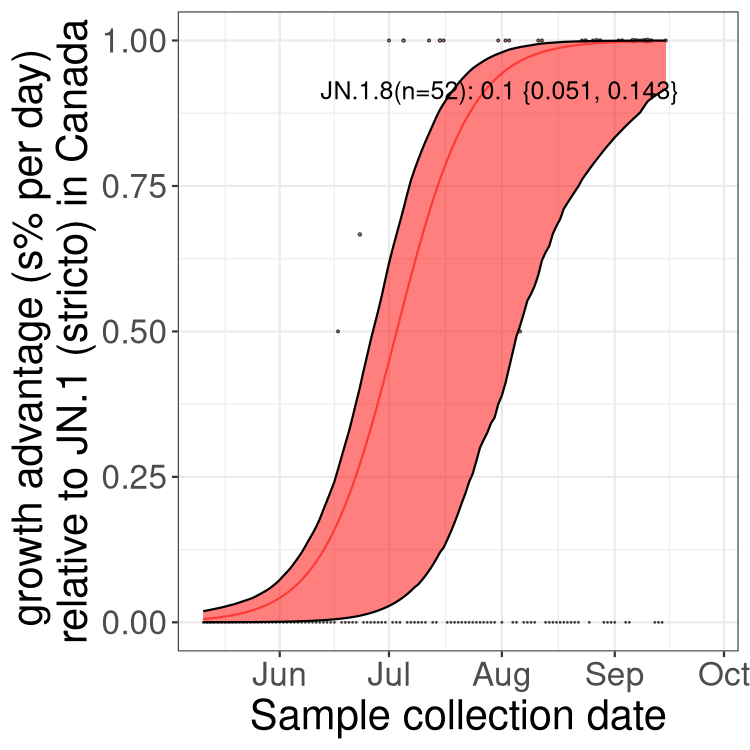 growth advantage (s% per day)
relative to JN.1 (stricto) in Canada
1.00
0.75
0.50
0.25
0.00
JN.1.8(n=52): 0.1 {0.051, 0.143}
Jun Jul Aug Sep Oct
Sample collection date